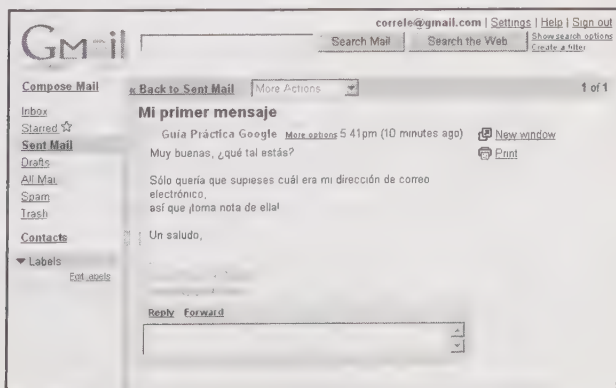 correle@gmail.com | Settings | Help | Sign out
Gmail
Search Mail Search the Web Show search options
Create a filter
Compose Mail
« Back to Sent Mail More Actions 1 of 1
Inbox
Starred
Sent Mail
Drafts
All Mail
Spam
Trash
Contacts
Labels
Edit labels
Mi primer mensaje
Guía Práctica Google More options 5 41pm (10 minutes ago) New window
Print
Muy buenas, ¿qué tal estás?
Sólo quería que supieses cuál era mi dirección de correo
electrónico,
así que ¡toma nota de ella!
Un saludo,
Reply Forward